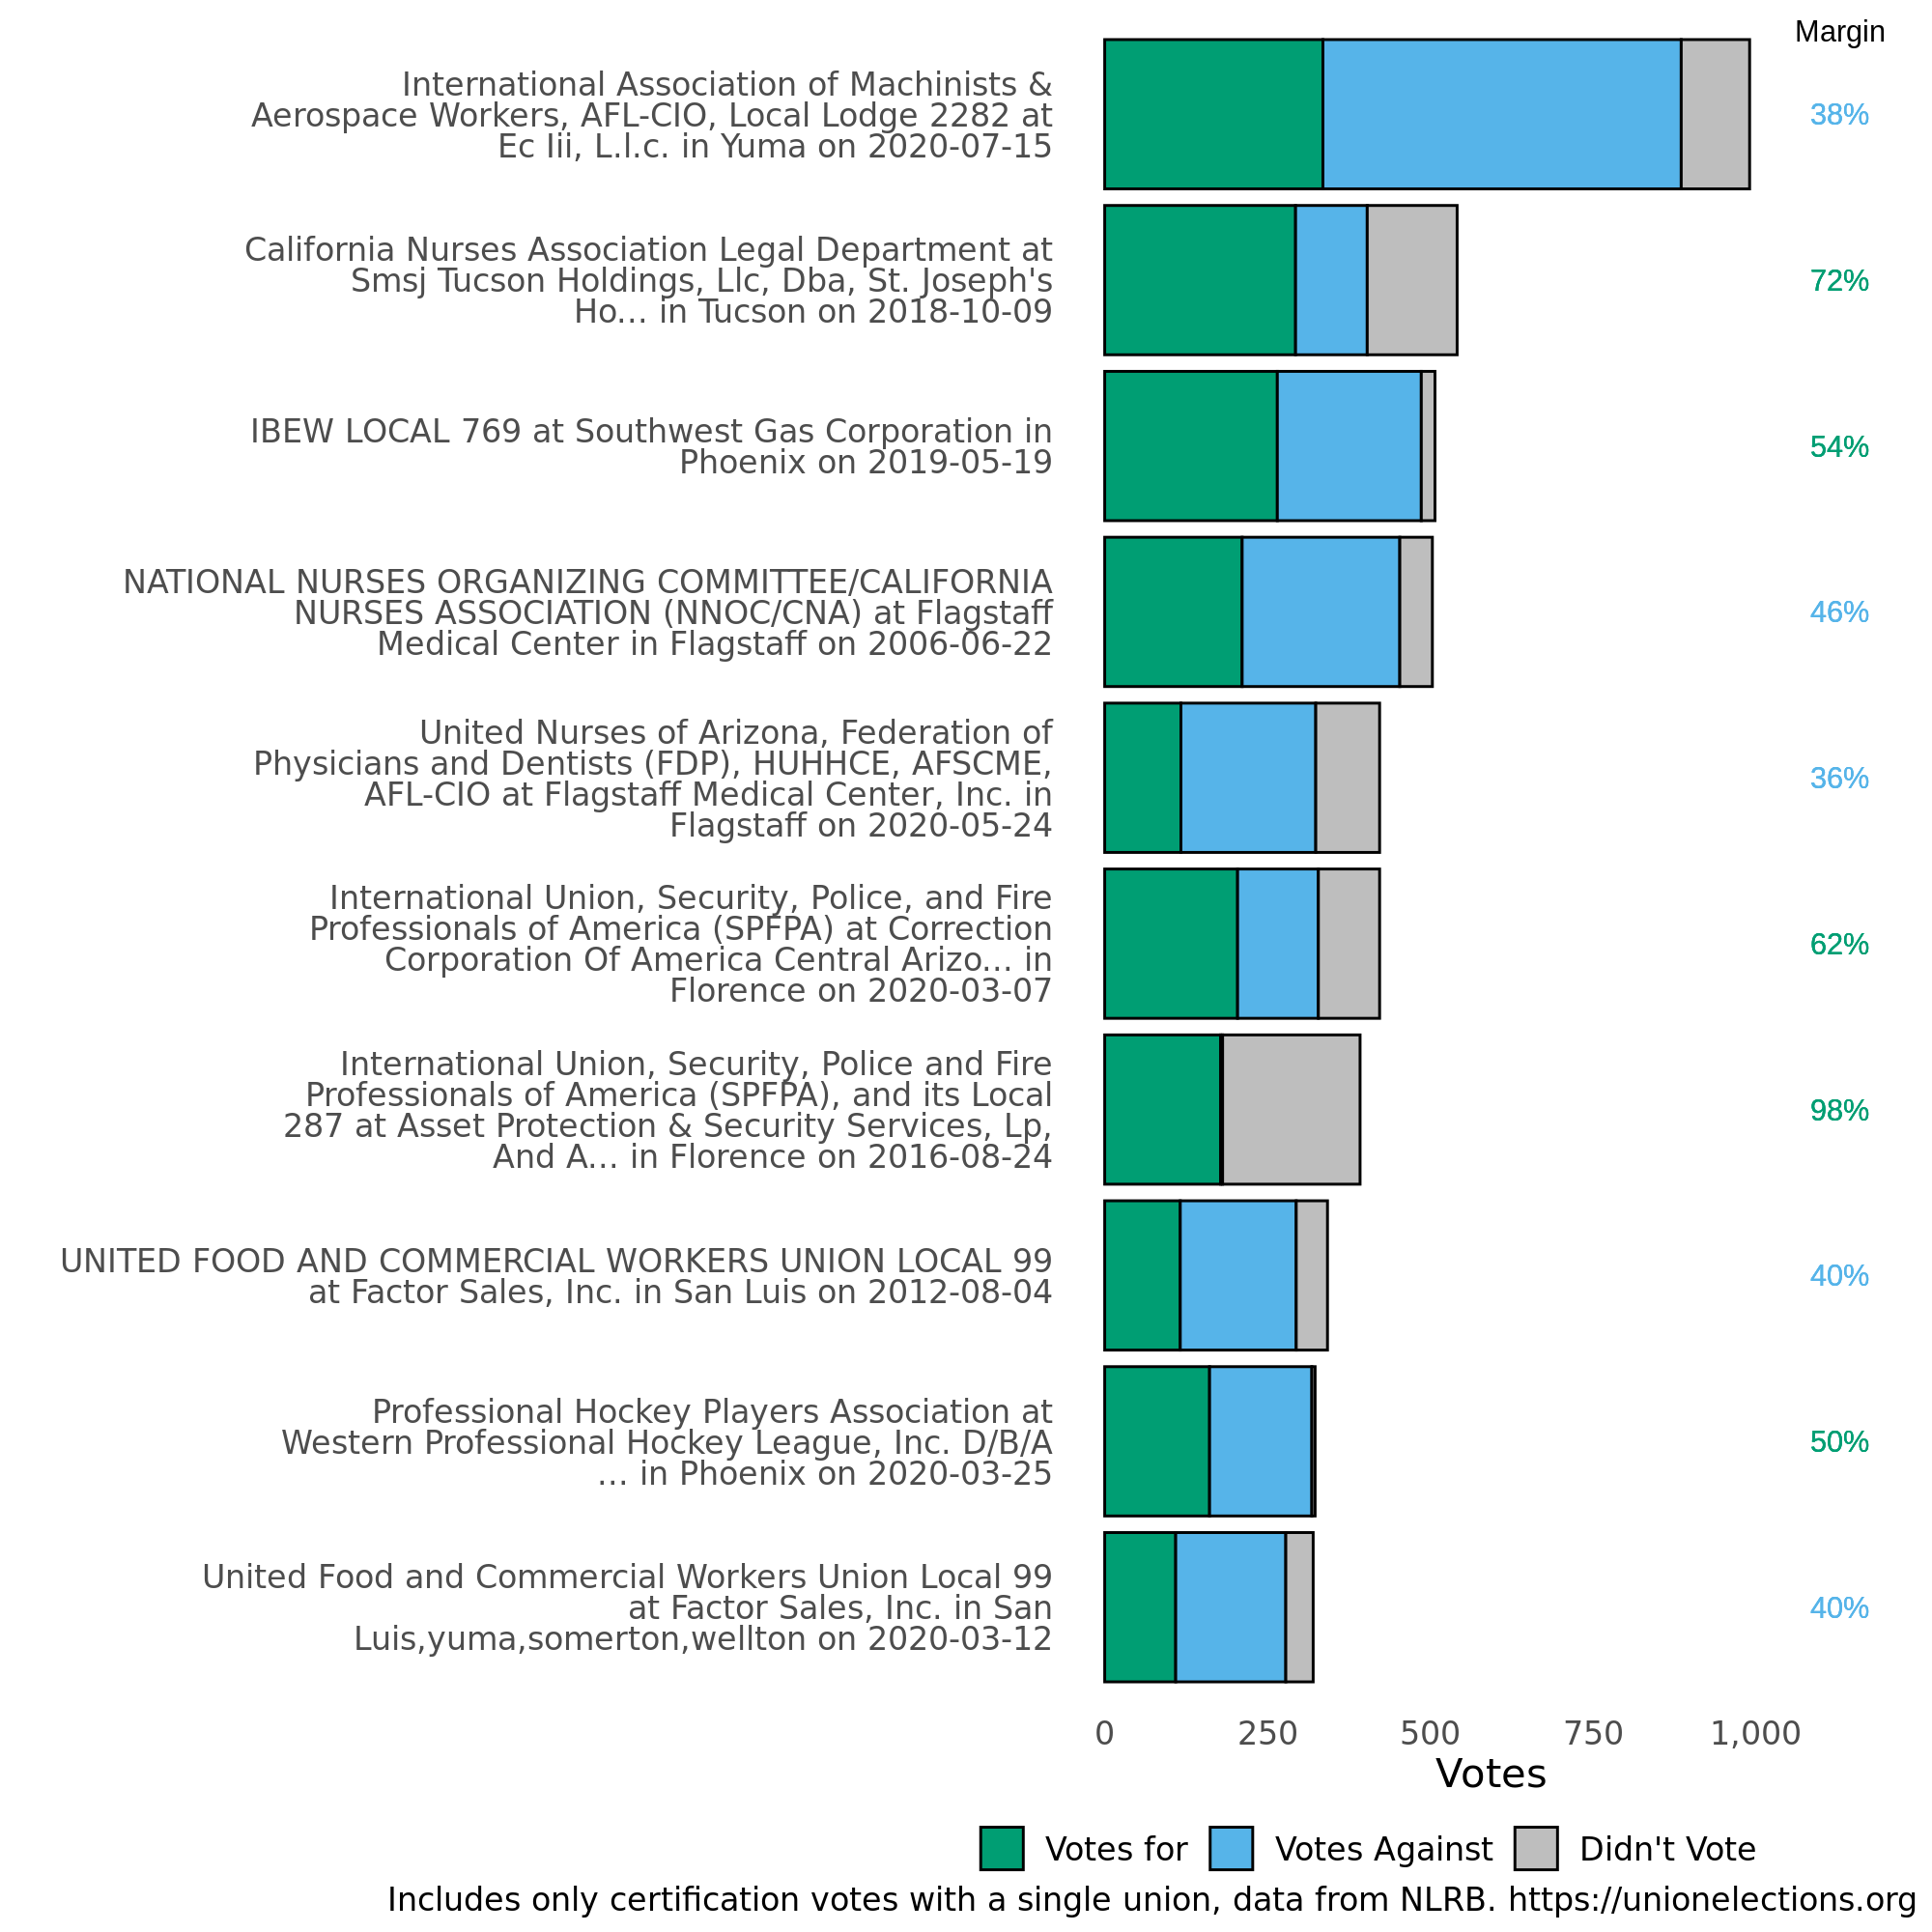 Margin
International Association of Machinists &
Aerospace Workers, AFL-CIO, Local Lodge 2282 at
Ec Iii, L.l.c. in Yuma on 2020-07-15
38%
California Nurses Association Legal Department at
Smsj Tucson Holdings, Llc, Dba, St. Joseph's
Ho... in Tucson on 2018-10-09
72%
IBEW LOCAL 769 at Southwest Gas Corporation in
Phoenix on 2019-05-19
54%
NATIONAL NURSES ORGANIZING COMMITTEE/CALIFORNIA
NURSES ASSOCIATION (NNOC/CNA) at Flagstaff
Medical Center in Flagstaff on 2006-06-22
46%
United Nurses of Arizona, Federation of
Physicians and Dentists (FDP), HUHHCE, AFSCME,
AFL-CIO at Flagstaff Medical Center, Inc. in
Flagstaff on 2020-05-24
36%
International Union, Security, Police, and Fire
Professionals of America (SPFPA) at Correction
Corporation Of America Central Arizo... in
Florence on 2020-03-07
62%
International Union, Security, Police and Fire
Professionals of America (SPFPA), and its Local
287 at Asset Protection & Security Services, Lp,
And A... in Florence on 2016-08-24
98%
UNITED FOOD AND COMMERCIAL WORKERS UNION LOCAL 99
at Factor Sales, Inc. in San Luis on 2012-08-04
40%
Professional Hockey Players Association at
Western Professional Hockey League, Inc. D/B/A
... in Phoenix on 2020-03-25
50%
United Food and Commercial Workers Union Local 99
at Factor Sales, Inc. in San
Luis,yuma,somerton,wellton on 2020-03-12
40%
0 250 500 750 1,000
Votes
Votes for Votes Against Didn't Vote
Includes only certification votes with a single union, data from NLRB. https://unionelections.org